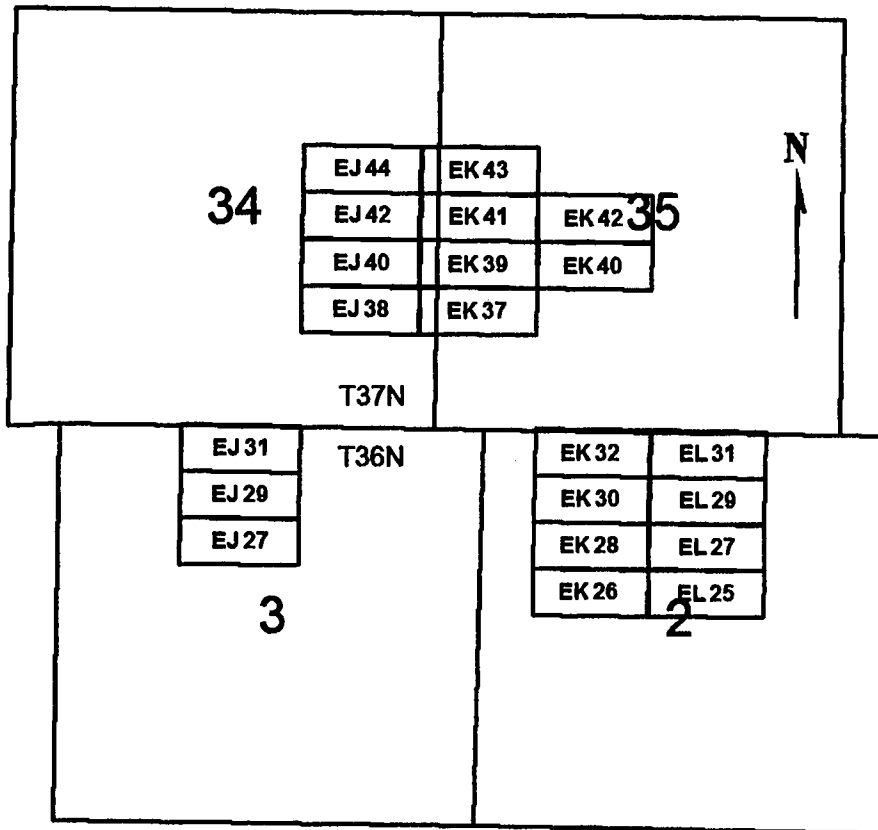 N
EJ 44 EK 43
34 EJ 42 EK 41 EK 42 35
EJ 40 EK 39 EK 40
EJ 38 EK 37
T37N
EJ 31 T36N EK 32 EL 31
EJ 29 EK 30 EL 29
EJ 27 EK 28 EL 27
EK 26 EL 25
3 2